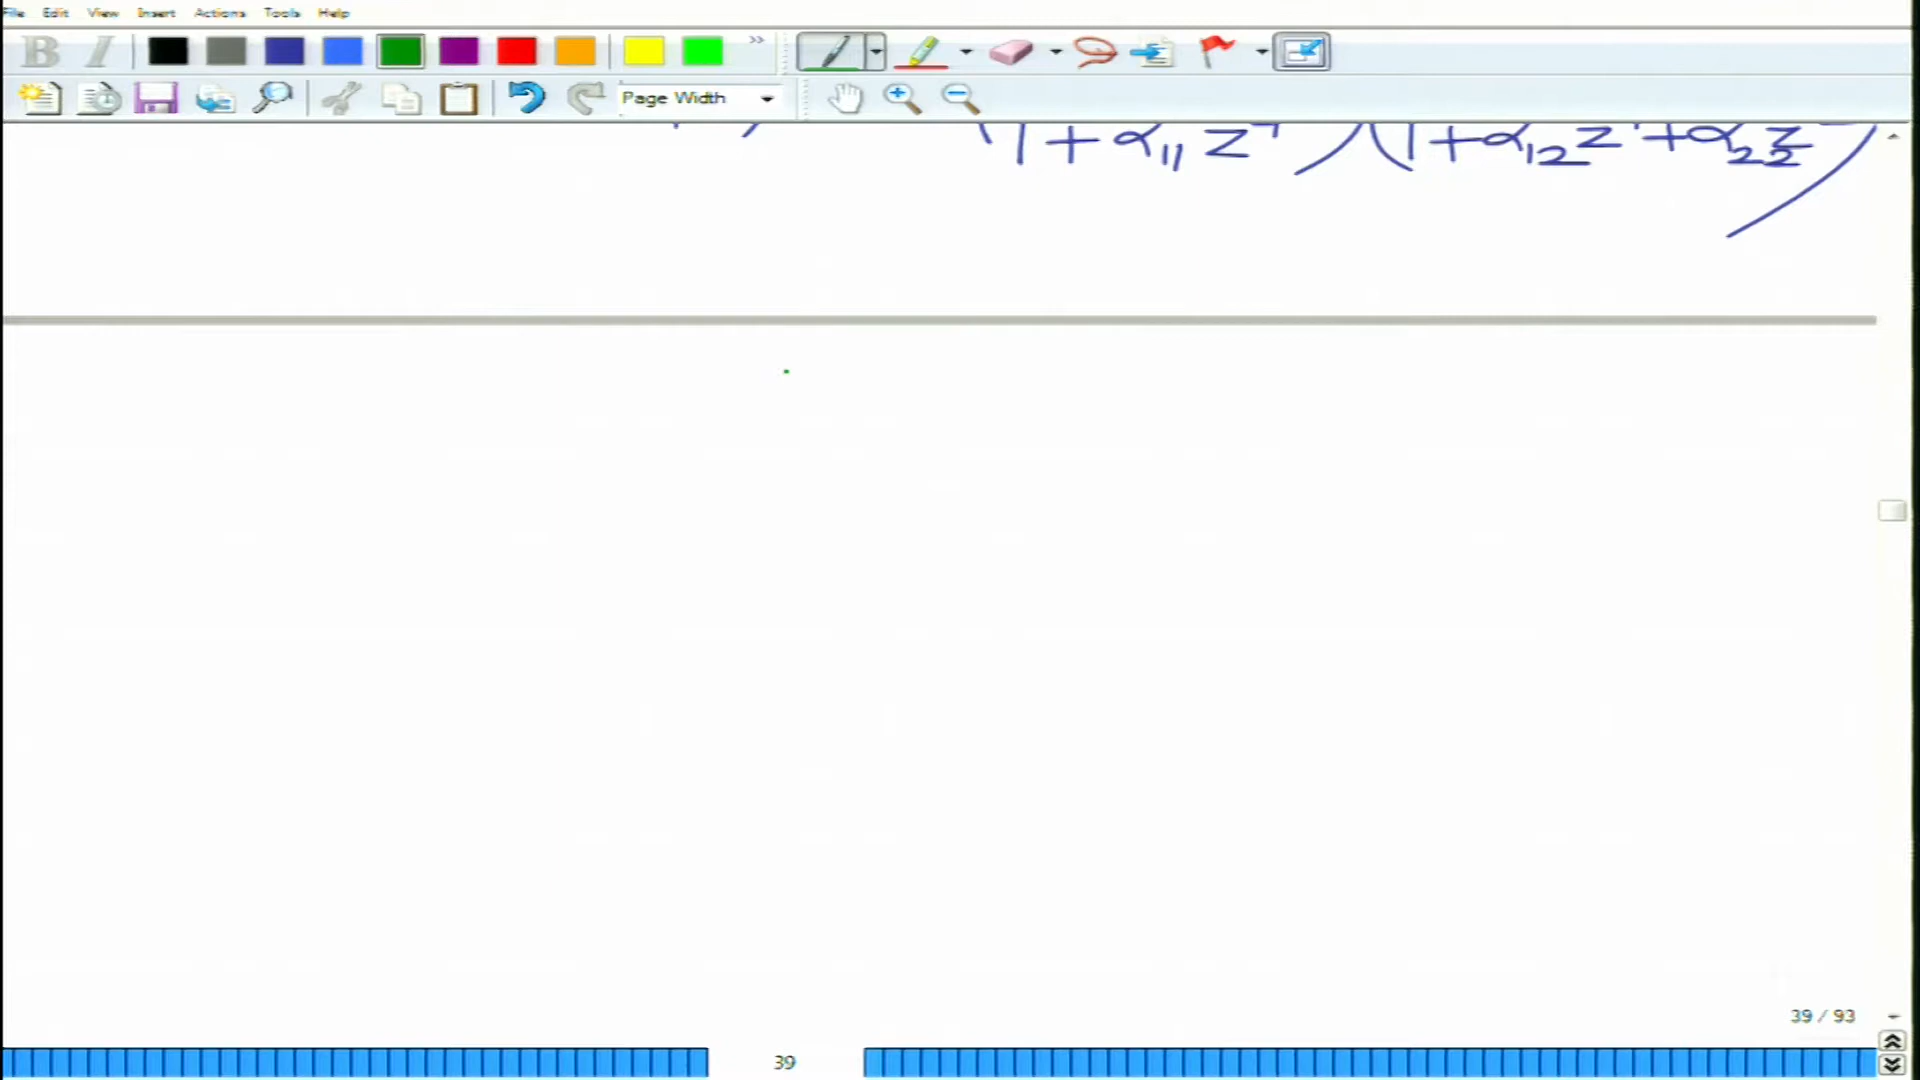 File Edit View Insert Actions Tools Help
B I
Page Width
(1 + α₁₁ z⁻¹)(1 + α₁₂ z⁻¹ + α₂₂ z⁻²)
39 / 93
39